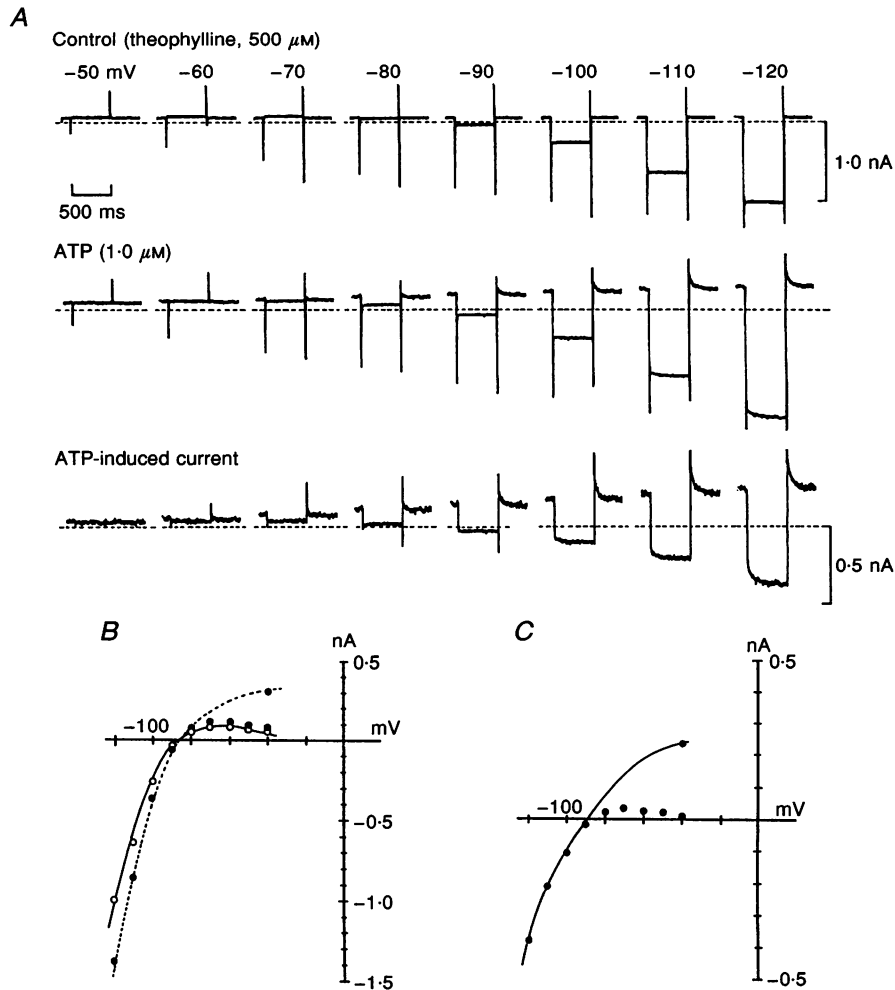 A
Control (theophylline, 500 μM)
−50 mV −60 −70 −80 −90 −100 −110 −120
1·0 nA
500 ms
ATP (1·0 μM)
ATP-induced current
0·5 nA
B
nA
0·5
−100
mV
−0·5
−1·0
−1·5
C
nA
0·5
−100
mV
−0·5